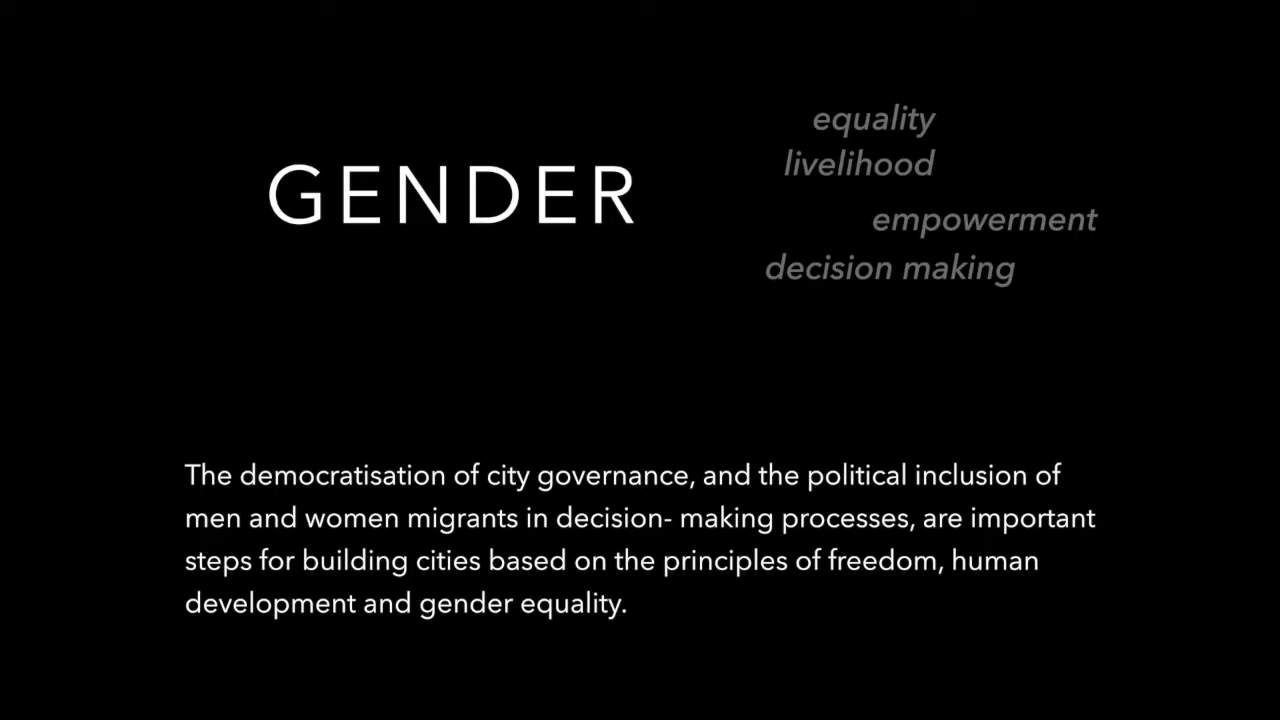 GENDER
equality
livelihood
empowerment
decision making
The democratisation of city governance, and the political inclusion of
men and women migrants in decision- making processes, are important
steps for building cities based on the principles of freedom, human
development and gender equality.